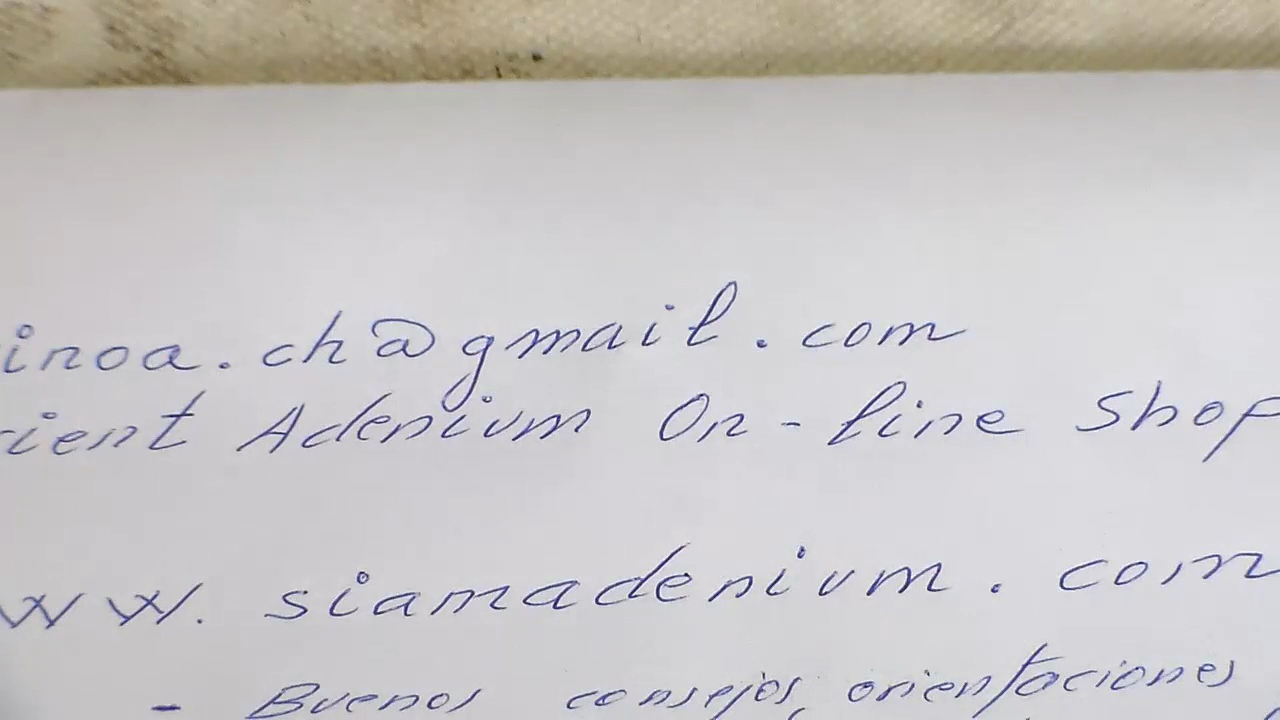 inoa.ch@gmail.com
rient Adenium On-line Shop
ww.siamadenium.com
- Buenos consejos, orientaciones